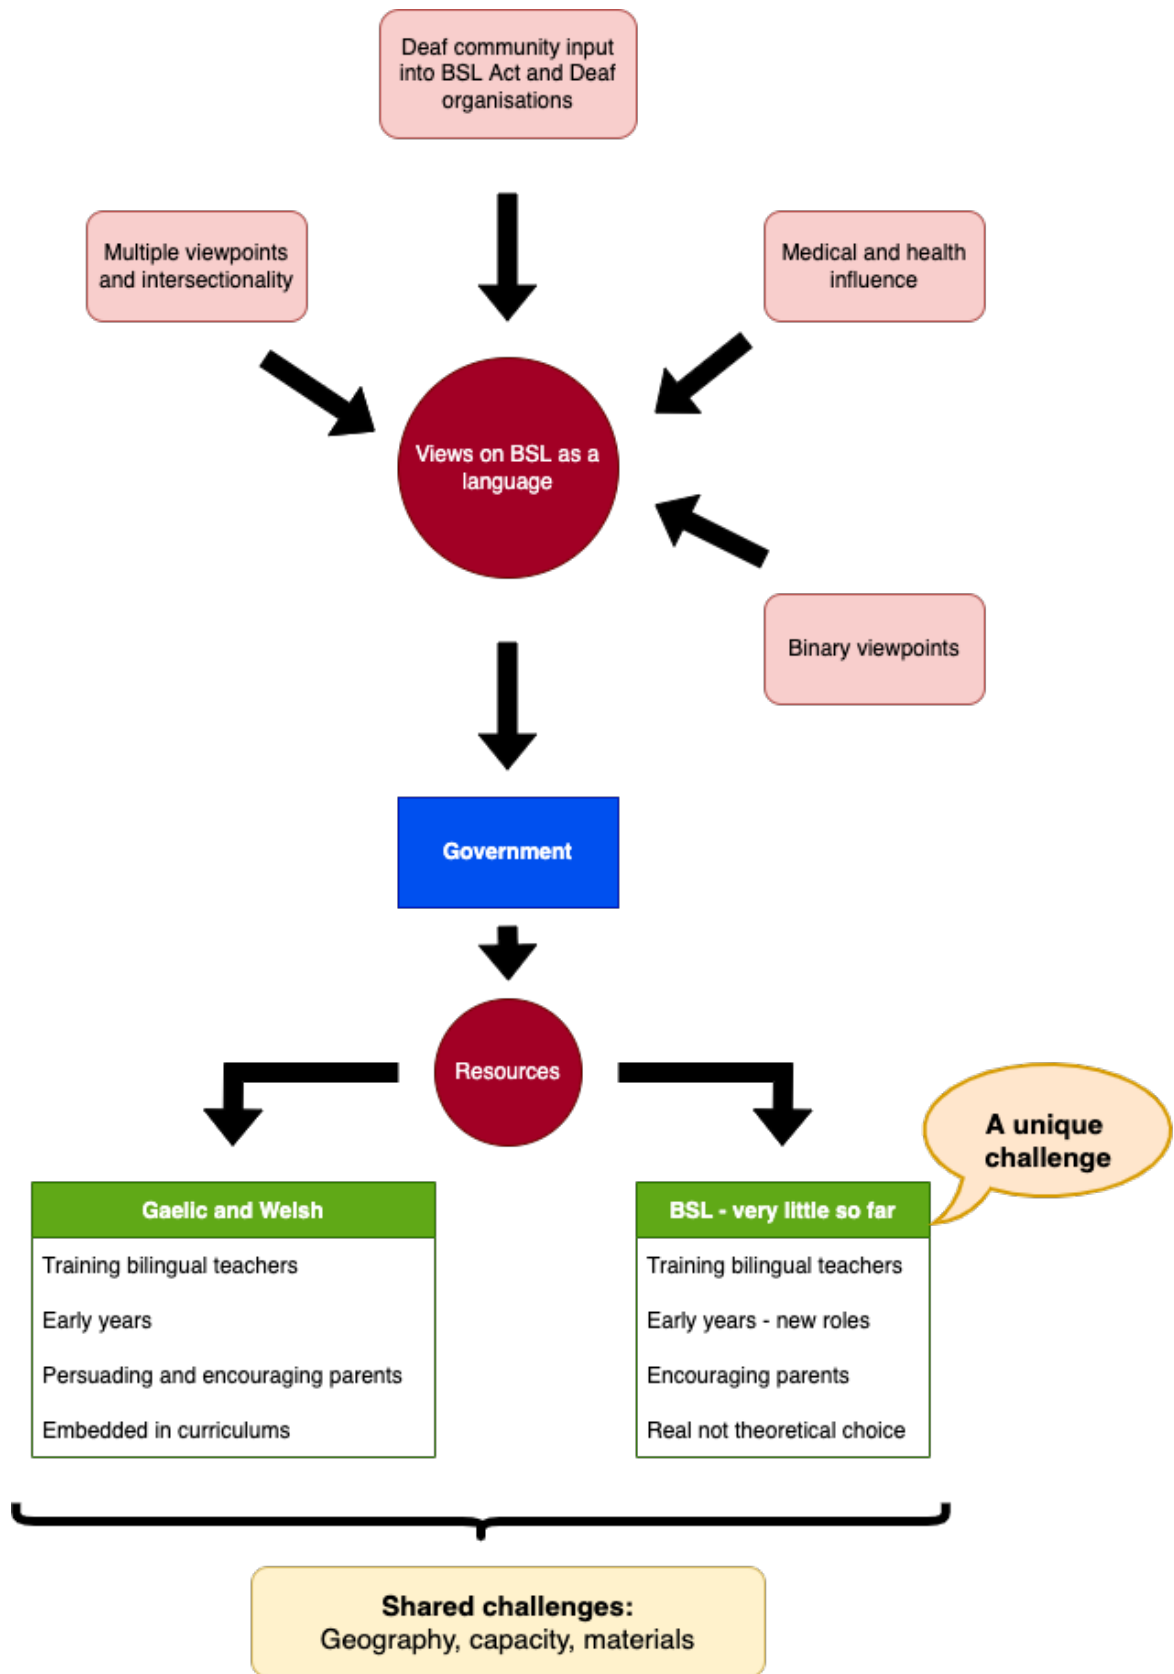 Deaf community input
into BSL Act and Deaf
organisations
Multiple viewpoints
and intersectionality
Medical and health
influence
Views on BSL as a
language
Binary viewpoints
Government
Resources
A unique
challenge
Gaelic and Welsh
Training bilingual teachers
Early years
Persuading and encouraging parents
Embedded in curriculums
BSL - very little so far
Training bilingual teachers
Early years - new roles
Encouraging parents
Real not theoretical choice
Shared challenges:
Geography, capacity, materials